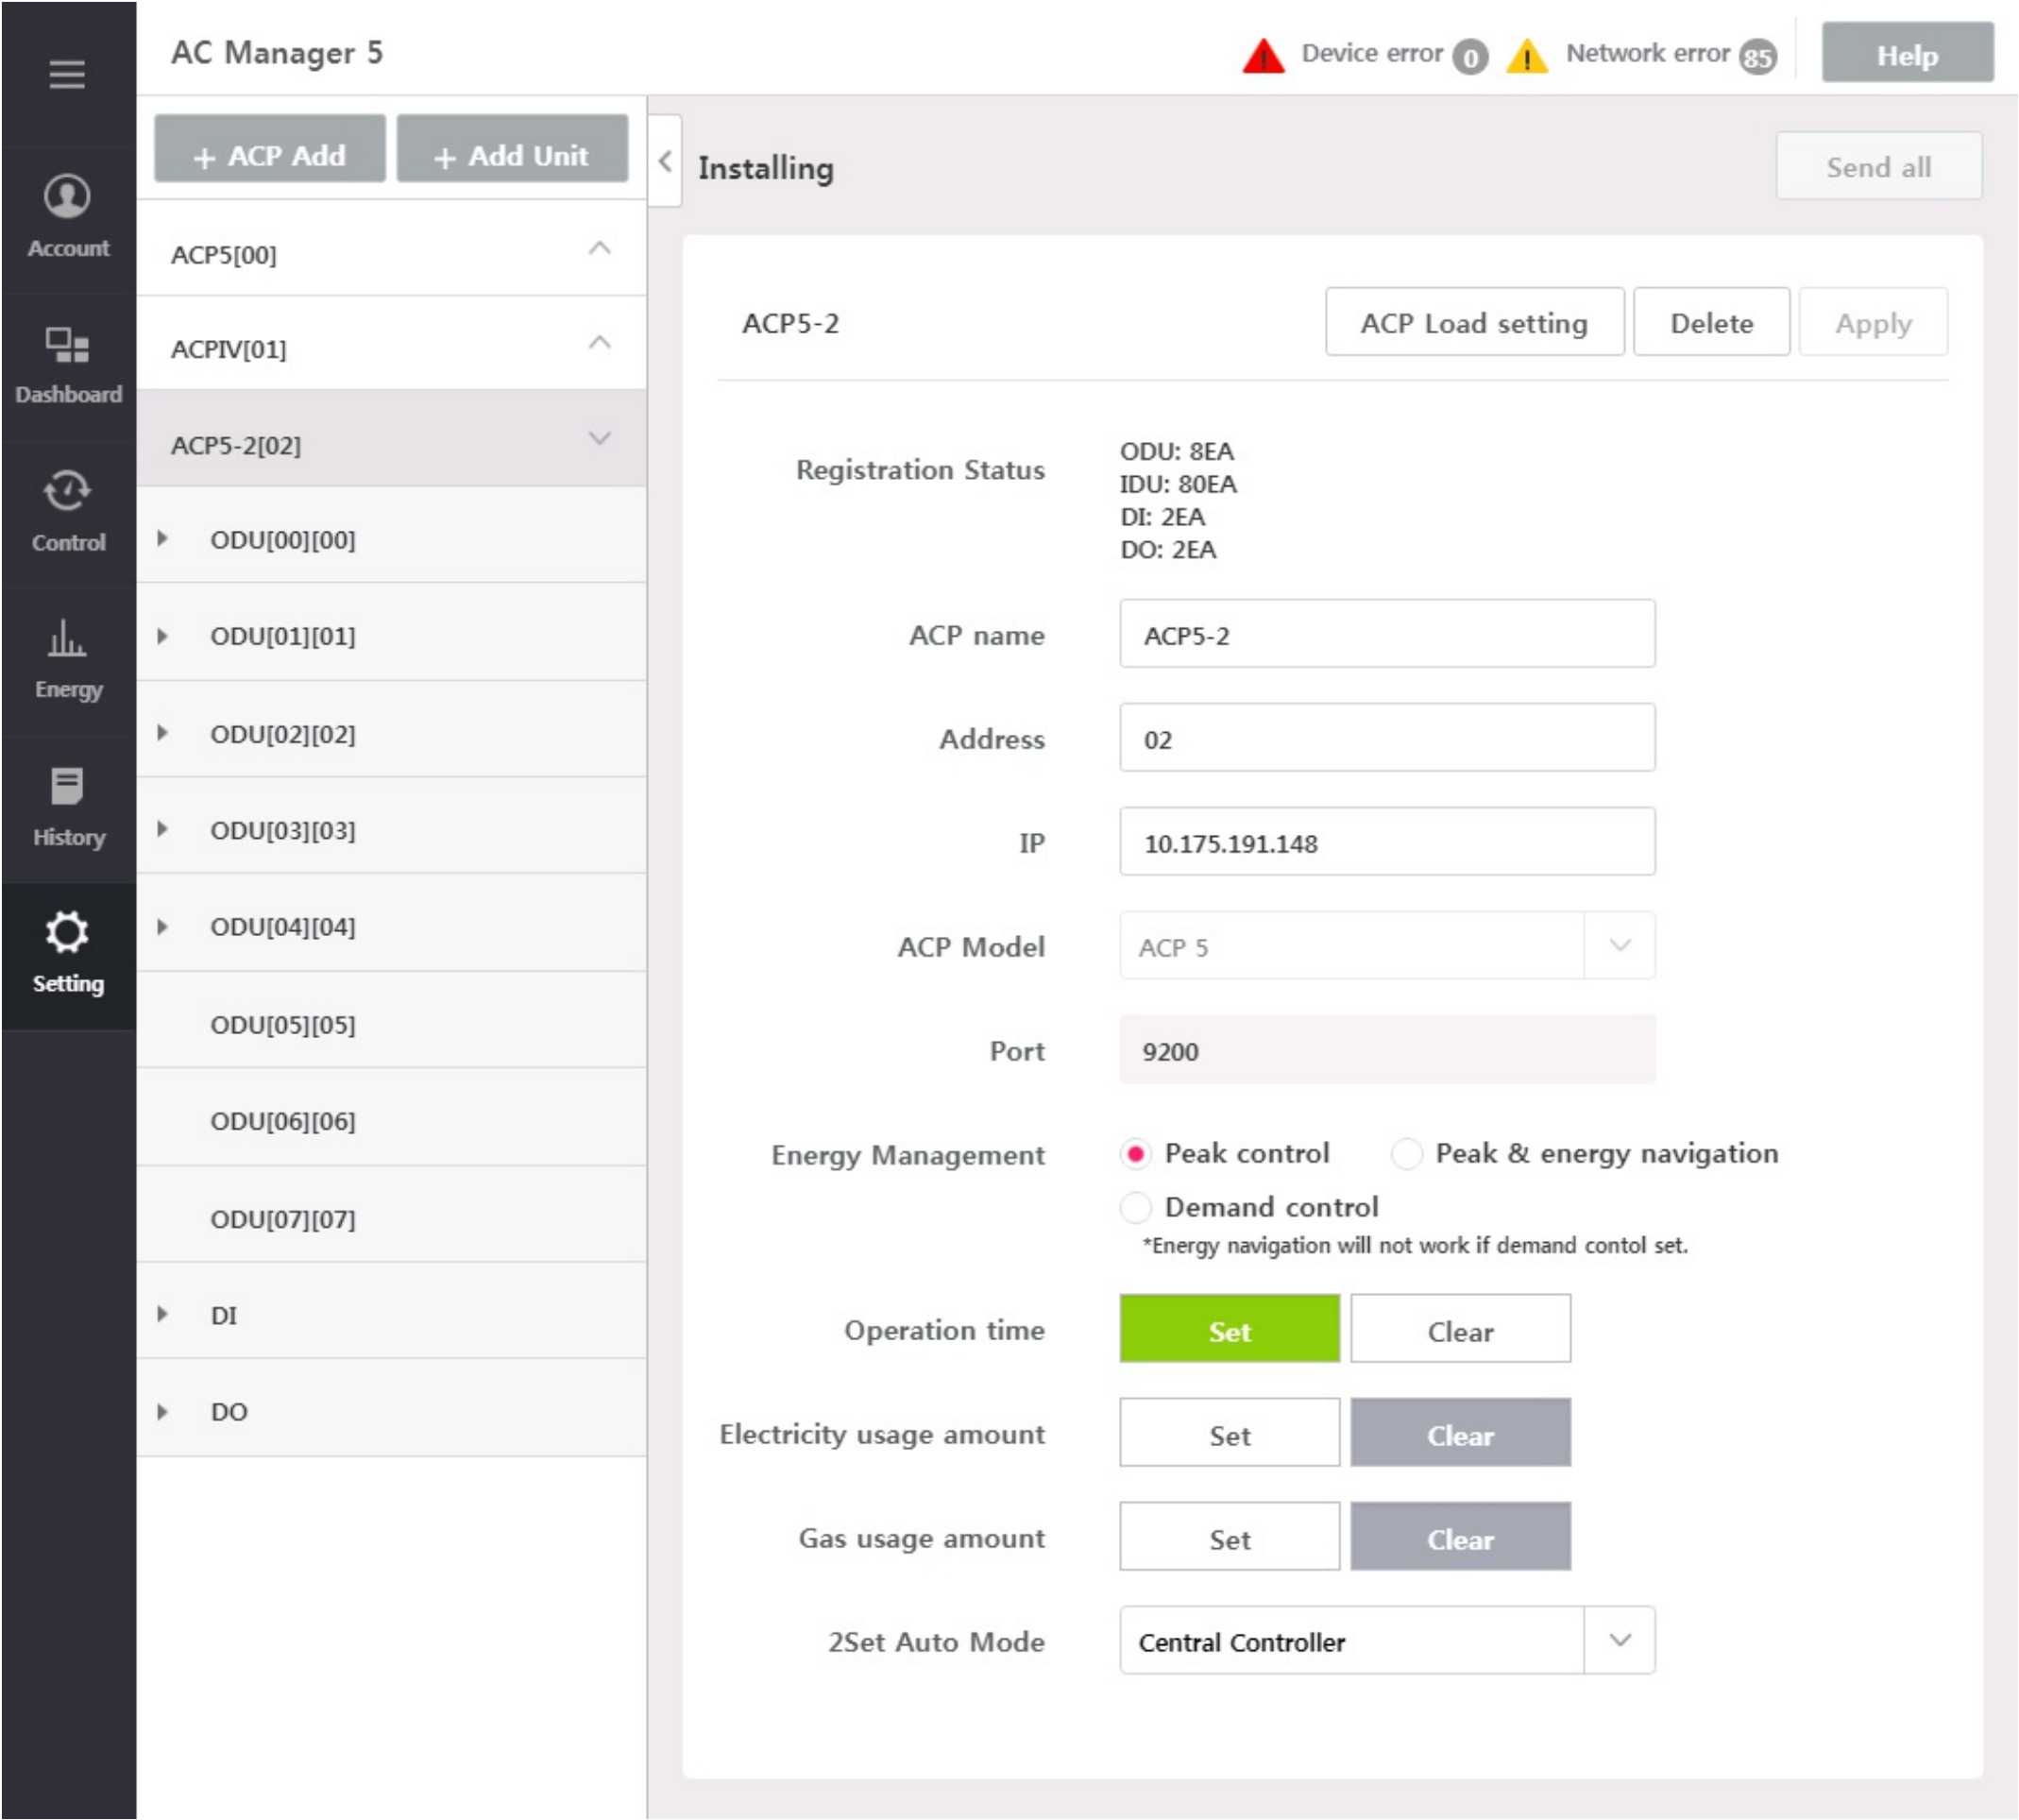 AC Manager 5
Device error 0
Network error 85
Help
Account
Dashboard
Control
Energy
History
Setting
+ ACP Add
+ Add Unit
ACP5[00]
ACPIV[01]
ACP5-2[02]
ODU[00][00]
ODU[01][01]
ODU[02][02]
ODU[03][03]
ODU[04][04]
ODU[05][05]
ODU[06][06]
ODU[07][07]
DI
DO
Installing
Send all
ACP5-2
ACP Load setting
Delete
Apply
Registration Status
ODU: 8EA
IDU: 80EA
DI: 2EA
DO: 2EA
ACP name
ACP5-2
Address
02
IP
10.175.191.148
ACP Model
ACP 5
Port
9200
Energy Management
Peak control
Peak & energy navigation
Demand control
*Energy navigation will not work if demand contol set.
Operation time
Set
Clear
Electricity usage amount
Set
Clear
Gas usage amount
Set
Clear
2Set Auto Mode
Central Controller